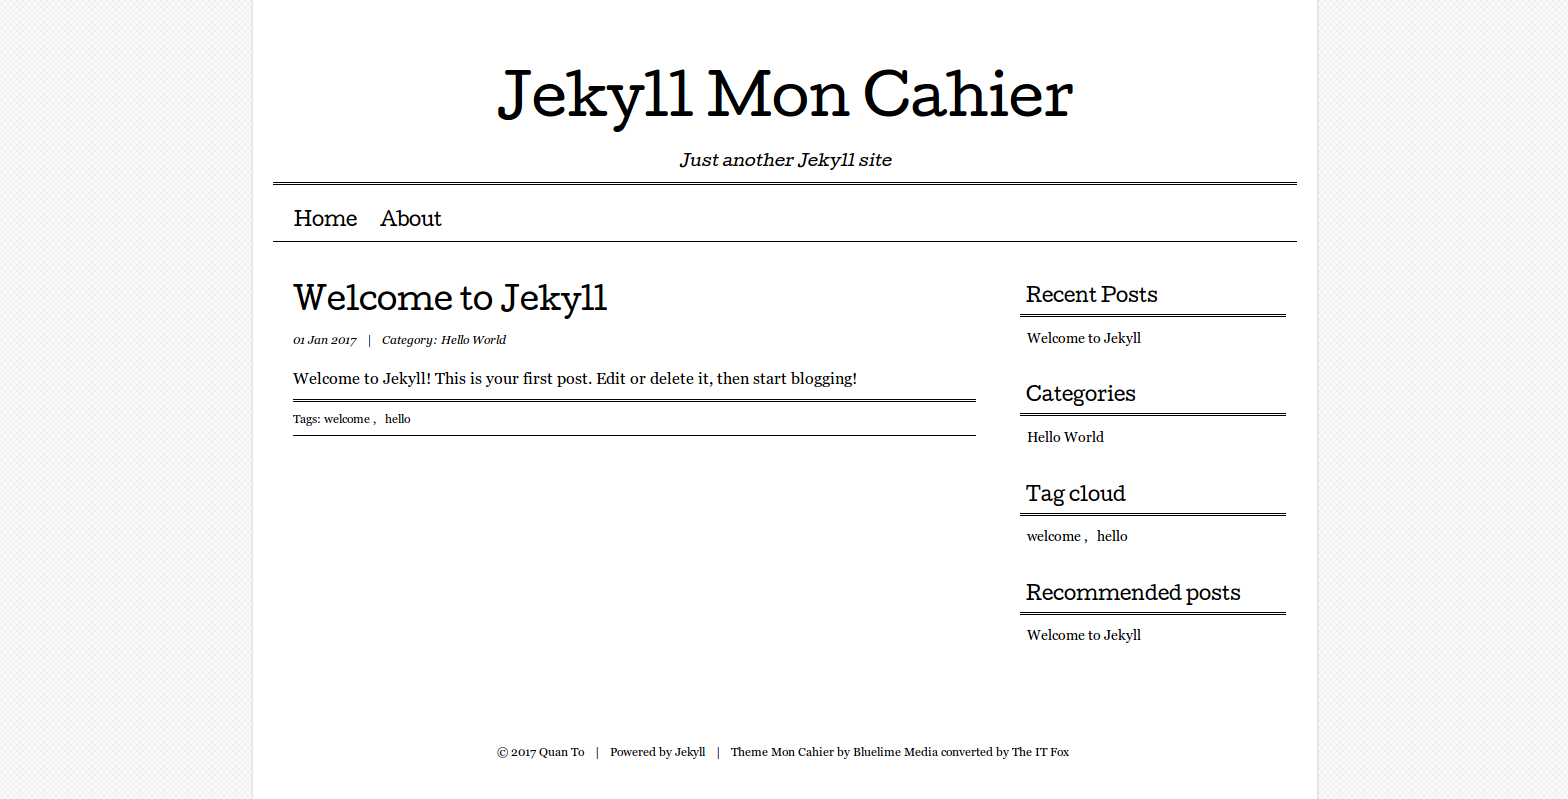 Jekyll Mon Cahier
Just another Jekyll site
Home About
Welcome to Jekyll
01 Jan 2017 | Category: Hello World
Welcome to Jekyll! This is your first post. Edit or delete it, then start blogging!
Tags: welcome , hello
Recent Posts
Welcome to Jekyll
Categories
Hello World
Tag cloud
welcome , hello
Recommended posts
Welcome to Jekyll
© 2017 Quan To | Powered by Jekyll | Theme Mon Cahier by Bluelime Media converted by The IT Fox